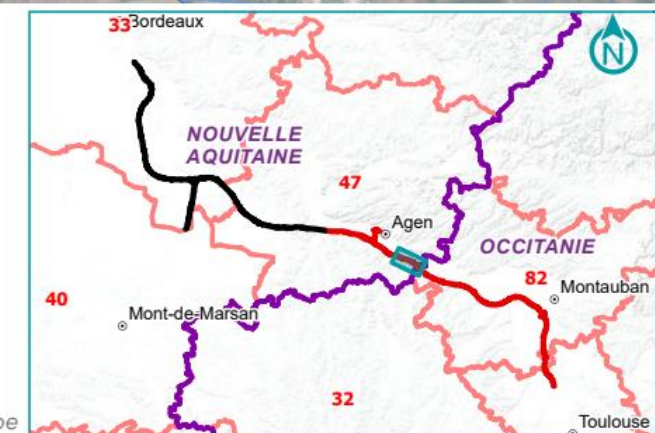 33 Bordeaux
N
NOUVELLE
AQUITAINE
47
Agen
OCCITANIE
82
Montauban
40
Mont-de-Marsan
32
Toulouse